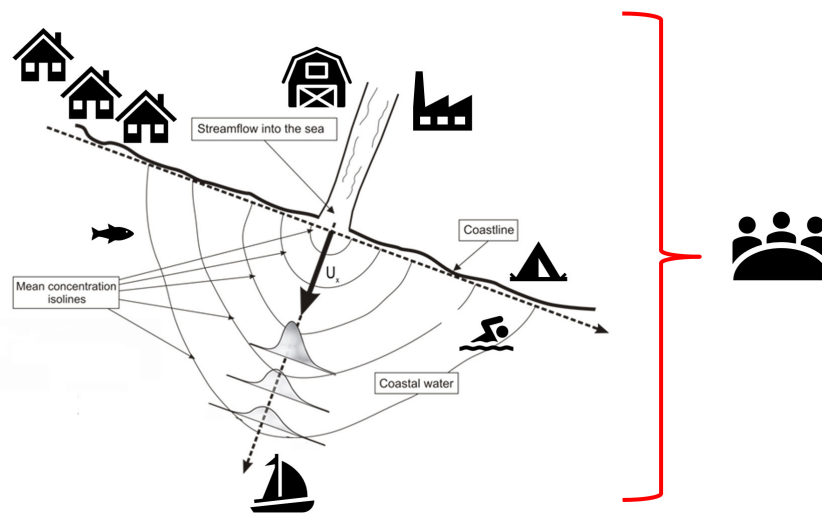 Streamflow into the sea
Coastline
Uₓ
Mean concentration
isolines
Coastal water